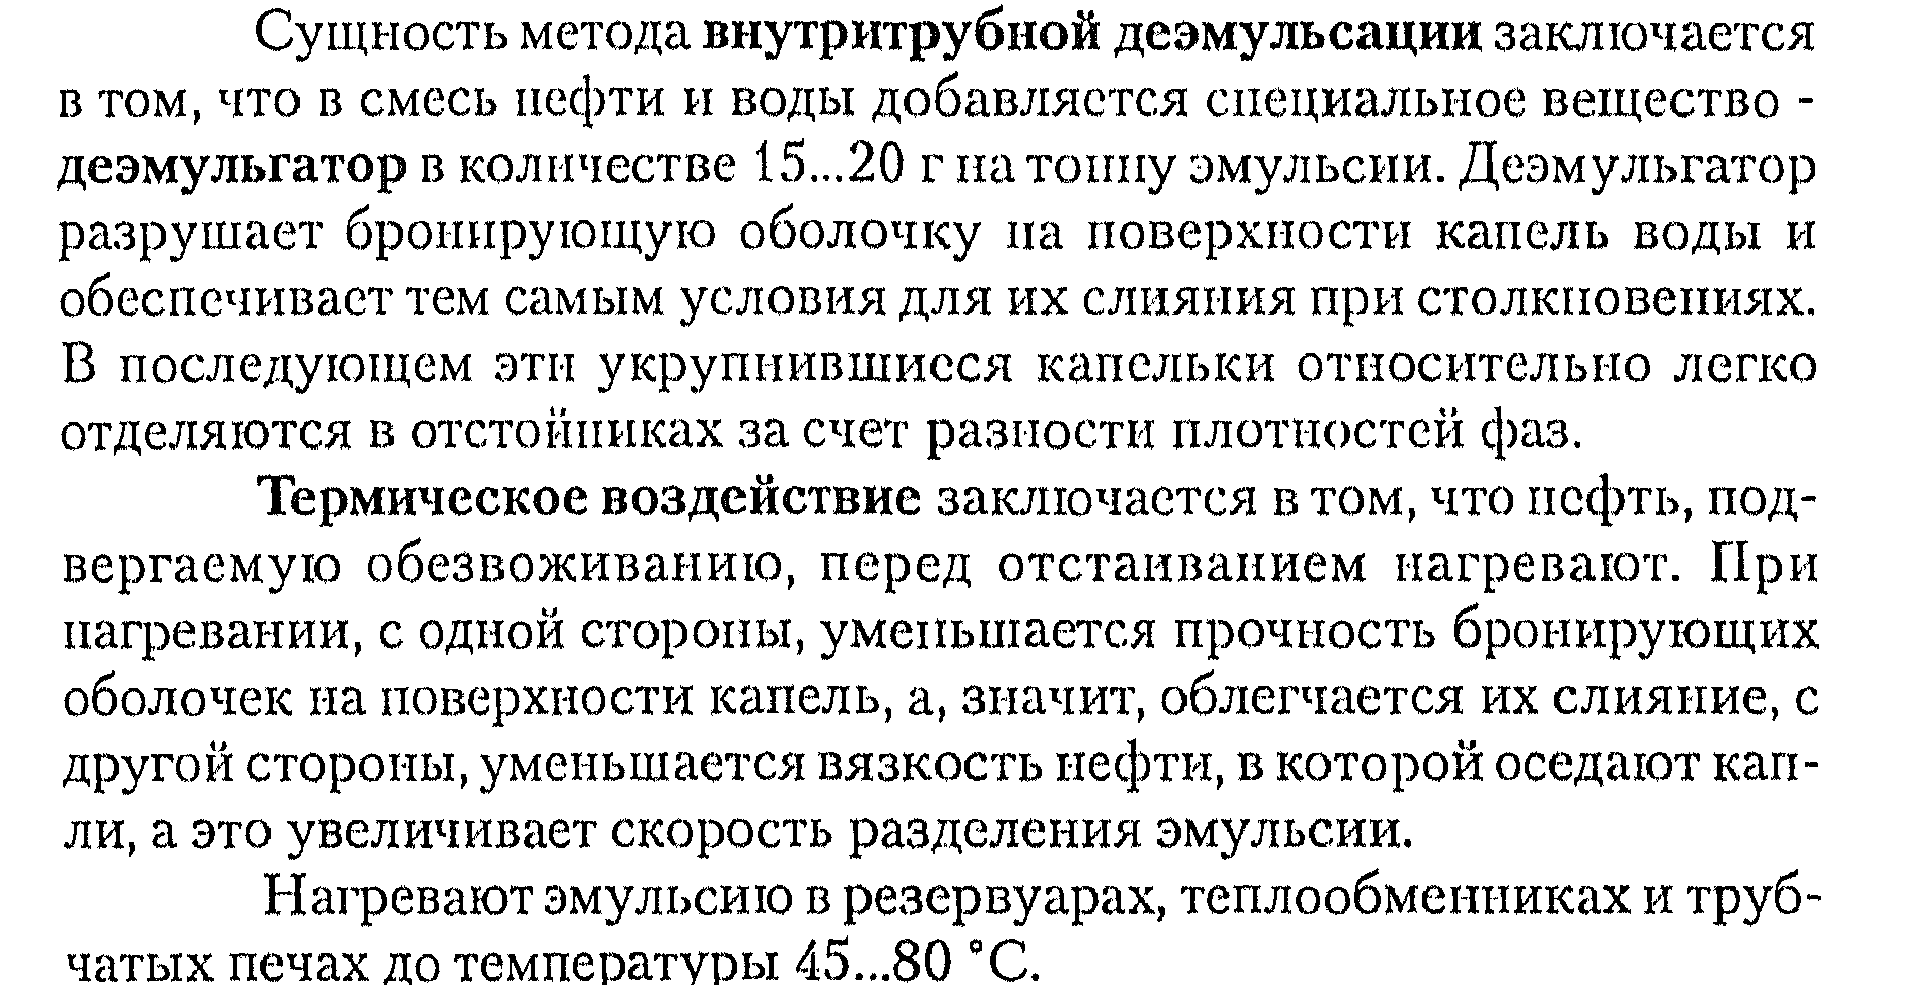 Сущность метода внутритрубной деэмульсации заключается
в том, что в смесь нефти и воды добавляется специальное вещество -
деэмульгатор в количестве 15...20 г на тонну эмульсии. Деэмульгатор
разрушает бронирующую оболочку на поверхности капель воды и
обеспечивает тем самым условия для их слияния при столкновениях.
В последующем эти укрупнившиеся капельки относительно легко
отделяются в отстойниках за счет разности плотностей фаз.
Термическое воздействие заключается в том, что нефть, под-
вергаемую обезвоживанию, перед отстаиванием нагревают. При
нагревании, с одной стороны, уменьшается прочность бронирующих
оболочек на поверхности капель, а, значит, облегчается их слияние, с
другой стороны, уменьшается вязкость нефти, в которой оседают кап-
ли, а это увеличивает скорость разделения эмульсии.
Нагревают эмульсию в резервуарах, теплообменниках и труб-
чатых печах до температуры 45...80 °С.